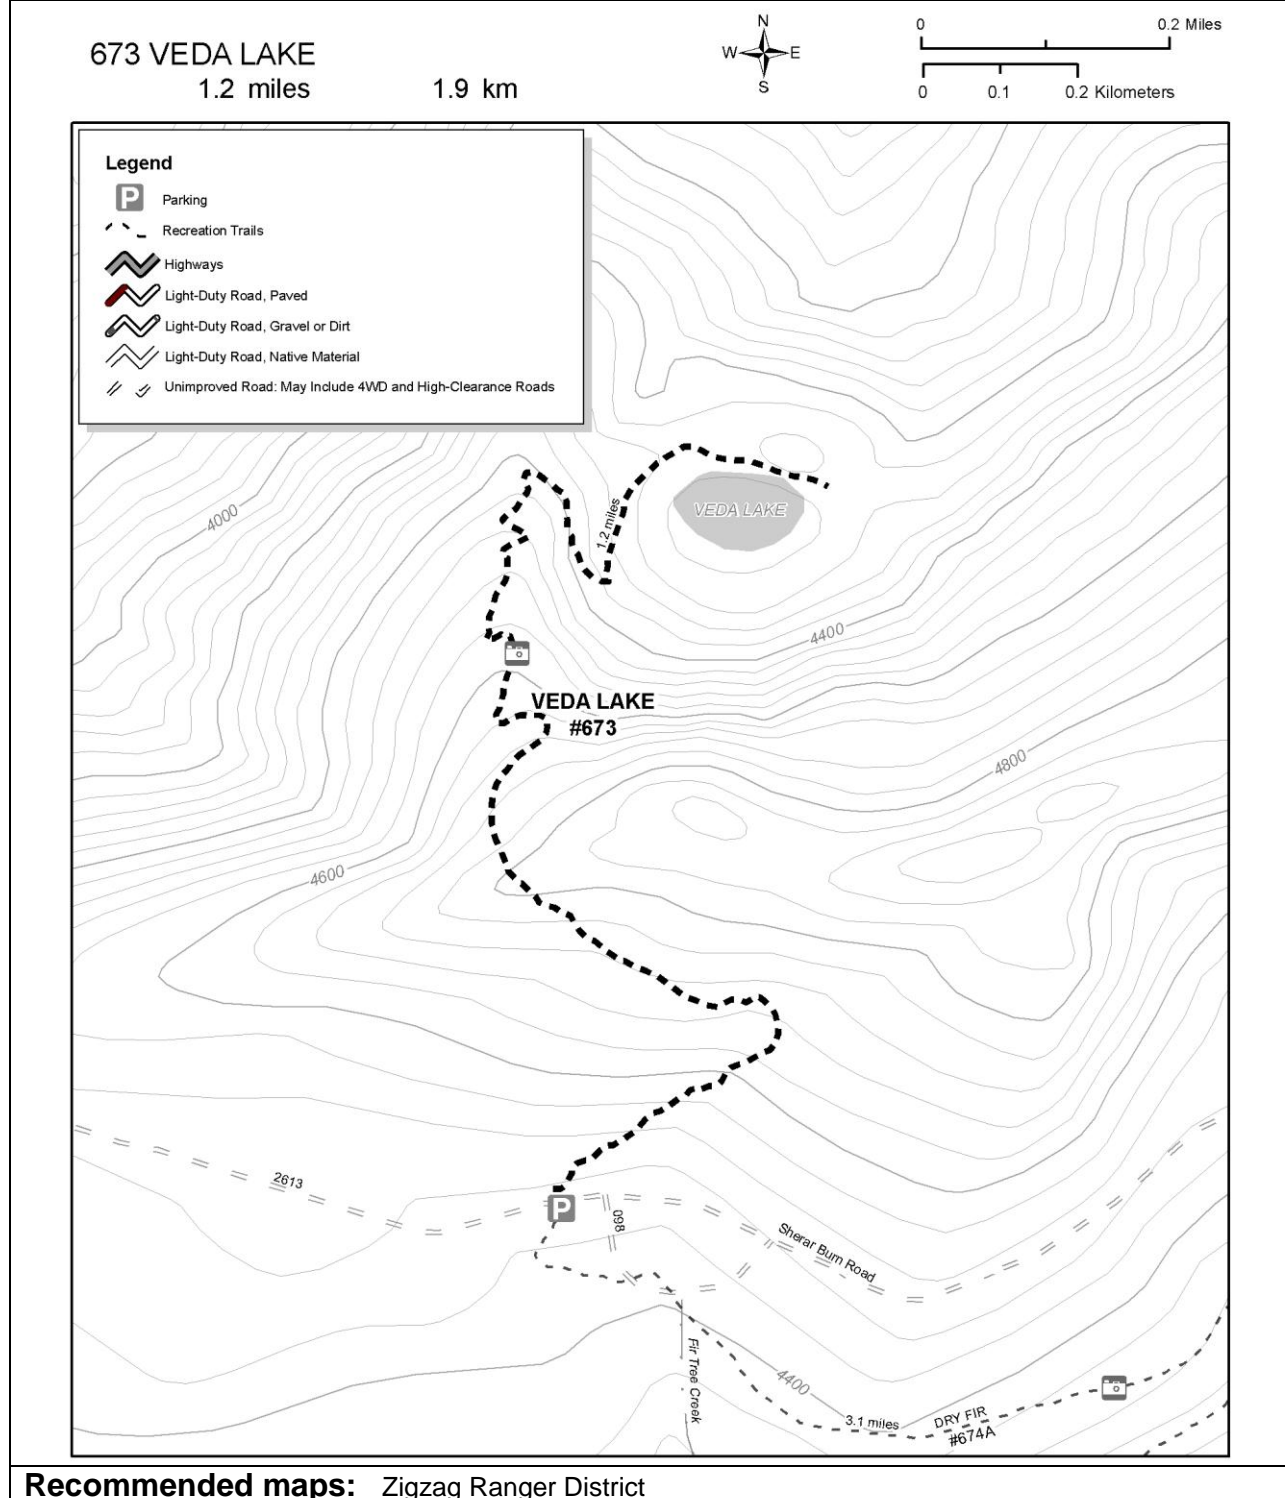 673 VEDA LAKE
1.2 miles 1.9 km
N
W E
S
0 0.2 Miles
0 0.1 0.2 Kilometers
Legend
P Parking
Recreation Trails
Highways
Light-Duty Road, Paved
Light-Duty Road, Gravel or Dirt
Light-Duty Road, Native Material
Unimproved Road: May Include 4WD and High-Clearance Roads
4000
1.2 miles
VEDA LAKE
4400
VEDA LAKE
#673
4800
4600
2613
P
098
Sherar Burn Road
Fir Tree Creek
4400
3.1 miles
DRY FIR
#674A
Recommended maps: Zigzag Ranger District